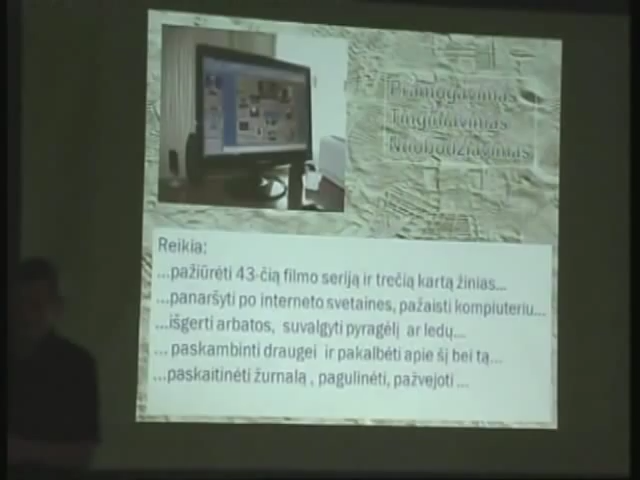 Pramogavimas
Tinginiavimas
Nuobodžiavimas
Reikia:
...pažiūrėti 43-čią filmo seriją ir trečią kartą žinias...
...panaršyti po interneto svetaines, pažaisti kompiuteriu...
...išgerti arbatos, suvalgyti pyragėlį ar ledų...
... paskambinti draugei ir pakalbėti apie šį bei tą...
...paskaitinėti žurnalą , pagulinėti, pažvejoti ...